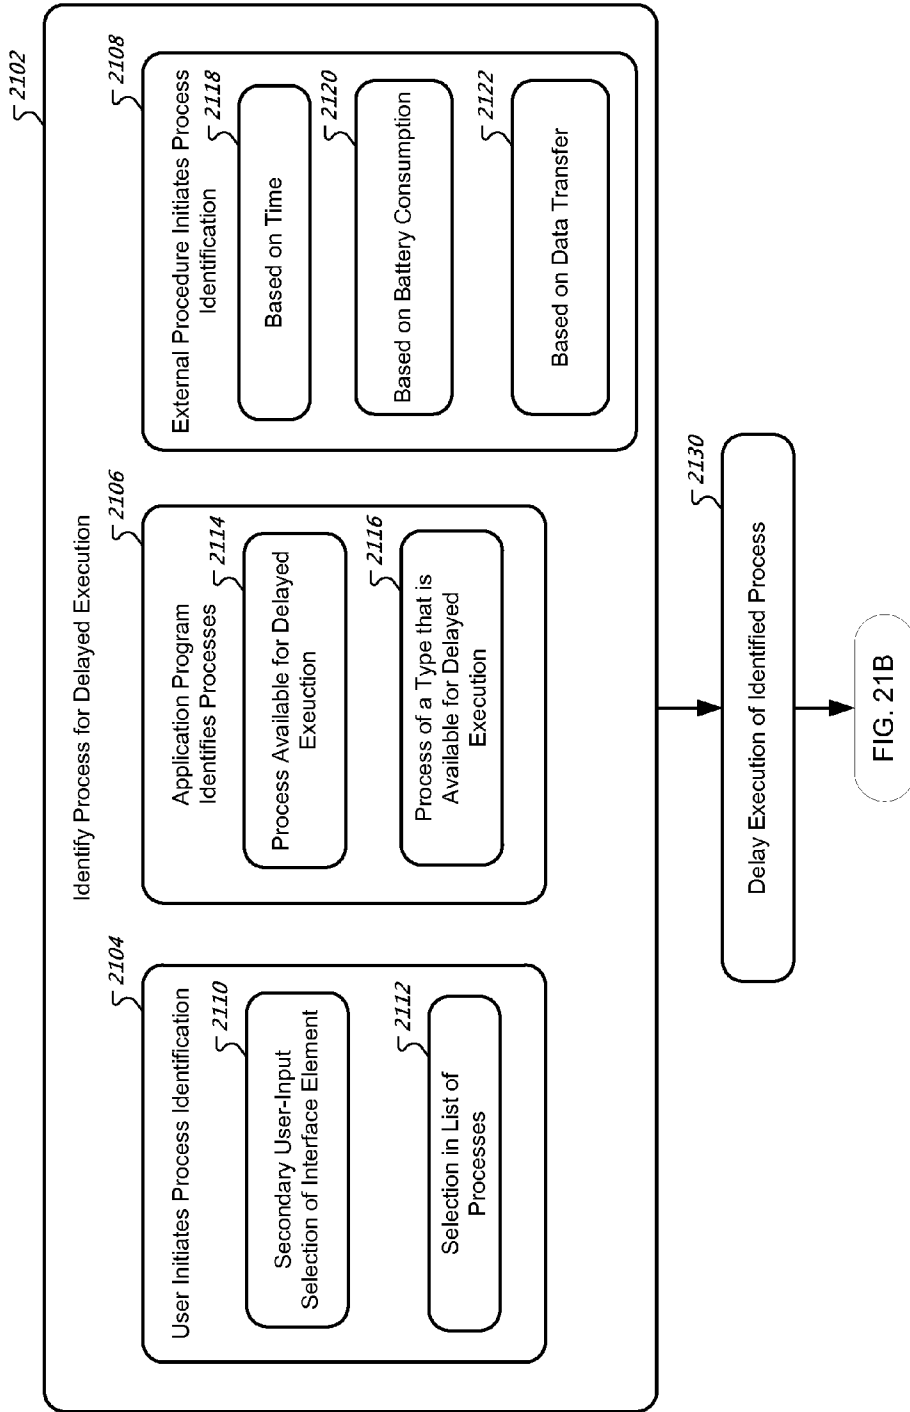 2102
Identify Process for Delayed Execution
2104
User Initiates Process Identification
2110
Secondary User-Input
Selection of Interface Element
2112
Selection in List of
Processes
2106
Application Program
Identifies Processes
2114
Process Available for Delayed
Exeuction
2116
Process of a Type that is
Available for Delayed
Execution
2108
External Procedure Initiates Process
Identification
2118
Based on Time
2120
Based on Battery Consumption
2122
Based on Data Transfer
2130
Delay Execution of Identified Process
FIG. 21B